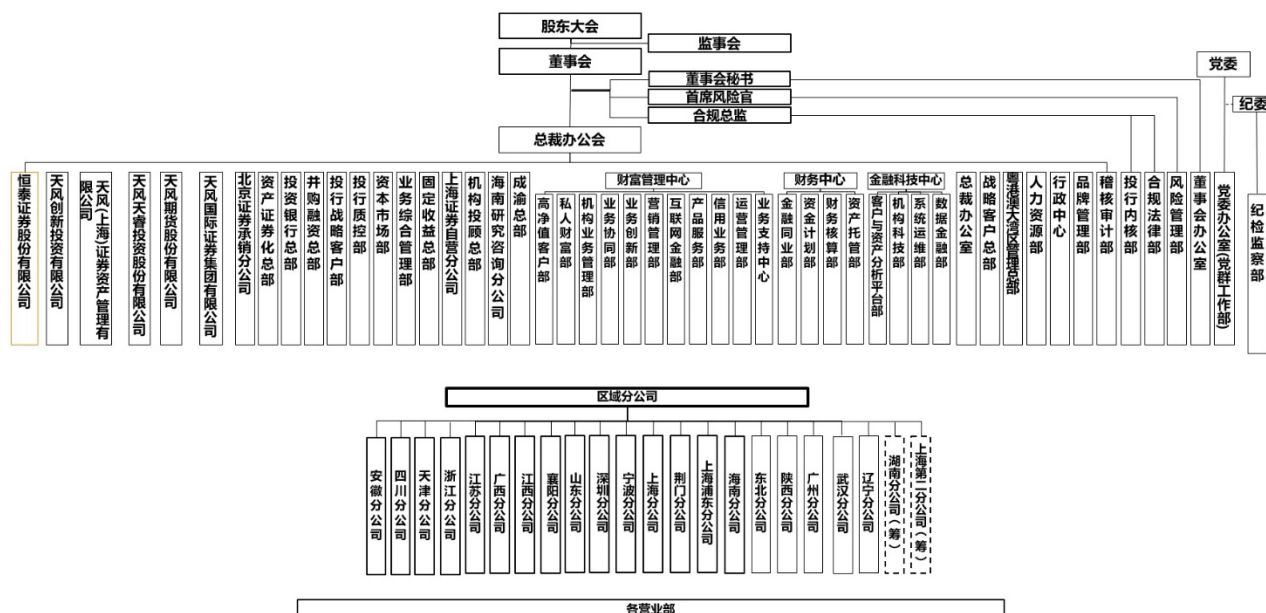 股东大会
监事会
董事会
党委
董事会秘书
纪委
首席风险官
合规总监
总裁办公会
恒泰证券股份有限公司
天风创新投资有限公司
天风(上海)证券资产管理有限公司
天风天睿投资股份有限公司
天风期货股份有限公司
天风国际证券集团有限公司
北京证券承销分公司
资产证券化总部
投资银行总部
并购融资总部
投行战略客户部
投行质控部
资本市场部
业务综合管理部
固定收益总部
上海证券自营分公司
机构投顾总部
海南研究咨询分公司
成渝总部
财富管理中心
高净值客户部
私人财富部
机构业务管理部
业务协同部
业务创新部
营销管理部
互联网金融部
产品服务部
信用业务部
运营管理部
业务支持中心
财务中心
金融同业部
资金计划部
财务核算部
资产托管部
金融科技中心
客户与资产分析平台部
机构科技部
系统运维部
数据金融部
总裁办公室
战略客户总部
粤港澳大湾区管理总部
人力资源部
行政中心
品牌管理部
稽核审计部
投行内核部
合规法律部
风险管理部
董事会办公室
党委办公室(党群工作部)
纪检监察部
区域分公司
安徽分公司
四川分公司
天津分公司
浙江分公司
江苏分公司
广西分公司
江西分公司
襄阳分公司
山东分公司
深圳分公司
宁波分公司
上海分公司
荆门分公司
上海浦东分公司
海南分公司
东北分公司
陕西分公司
广州分公司
武汉分公司
辽宁分公司
湖南分公司（筹）
上海第二分公司（筹）
各营业部